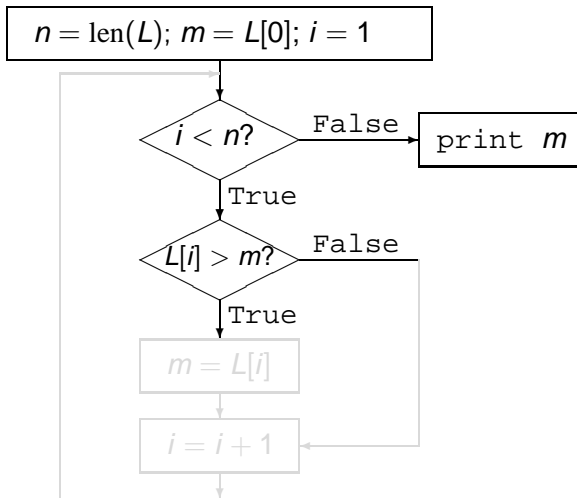 n = len(L); m = L[0]; i = 1
i < n?
False
print m
True
L[i] > m?
False
True
m = L[i]
i = i + 1